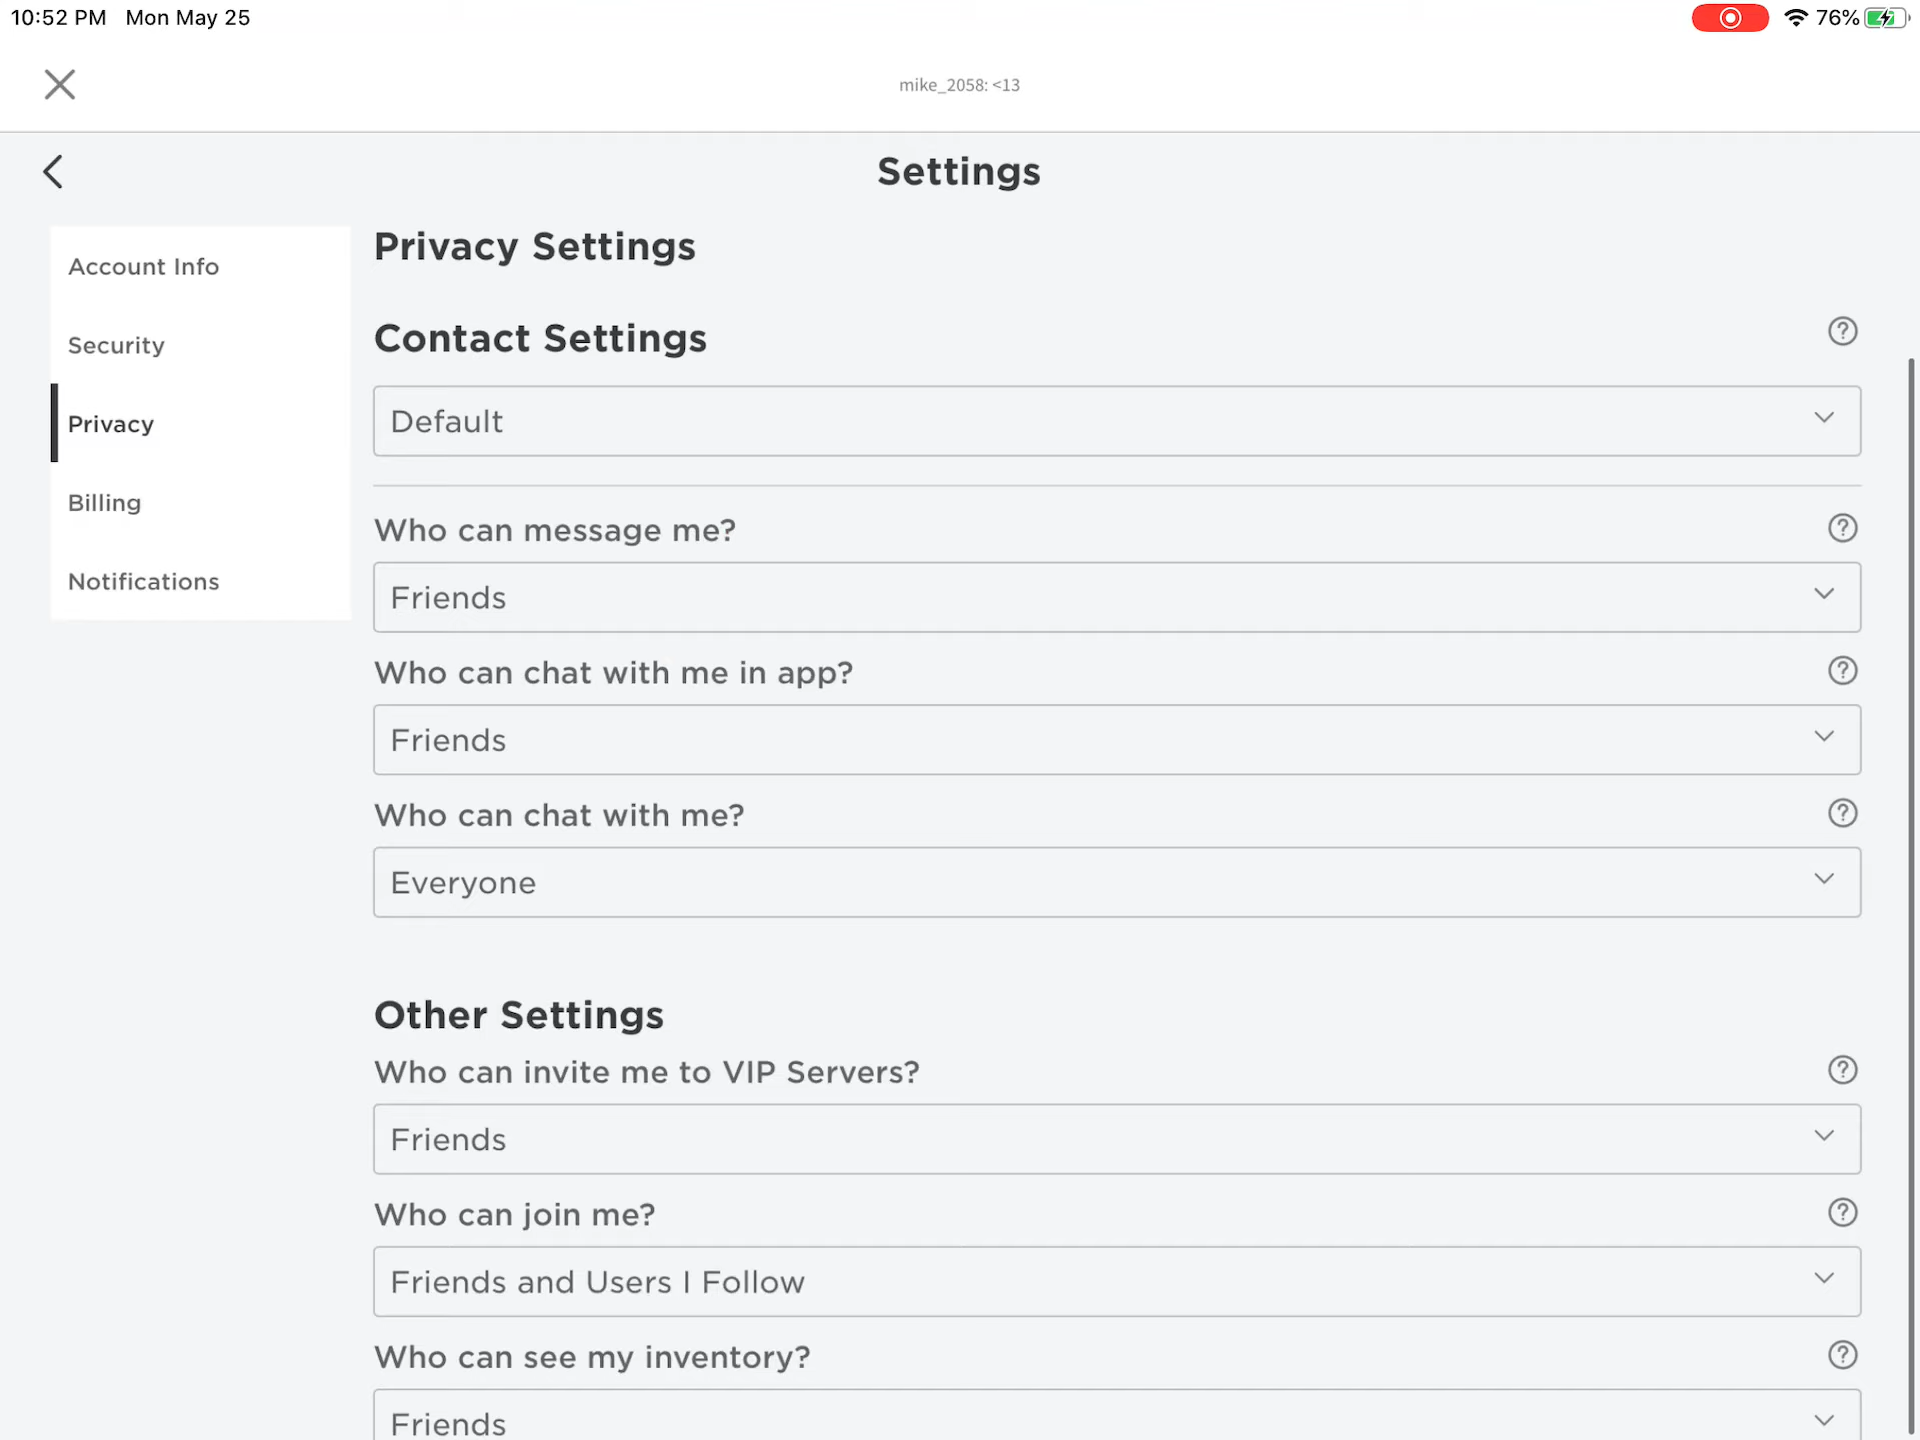 10:52 PM Mon May 25
76%
mike_2058: <13
Settings
Account Info
Security
Privacy
Billing
Notifications
Privacy Settings
Contact Settings
Default
Who can message me?
Friends
Who can chat with me in app?
Friends
Who can chat with me?
Everyone
Other Settings
Who can invite me to VIP Servers?
Friends
Who can join me?
Friends and Users I Follow
Who can see my inventory?
Friends